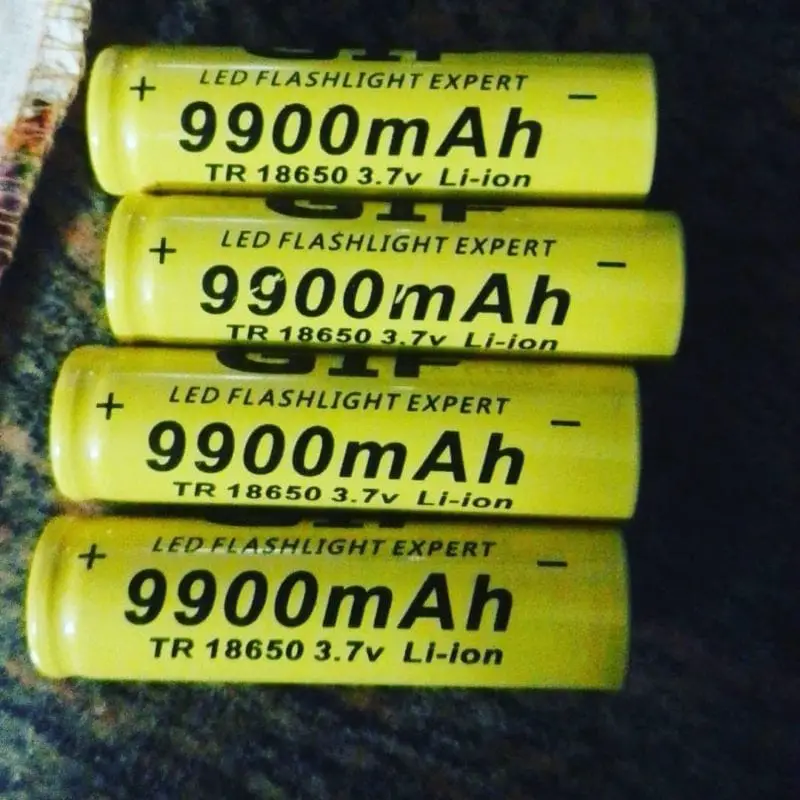 + LED FLASHLIGHT EXPERT −
9900mAh
TR 18650 3.7v Li-ion
+ LED FLASHLIGHT EXPERT −
9900mAh
TR 18650 3.7v Li-ion
+ LED FLASHLIGHT EXPERT −
9900mAh
TR 18650 3.7v Li-ion
+ LED FLASHLIGHT EXPERT −
9900mAh
TR 18650 3.7v Li-ion